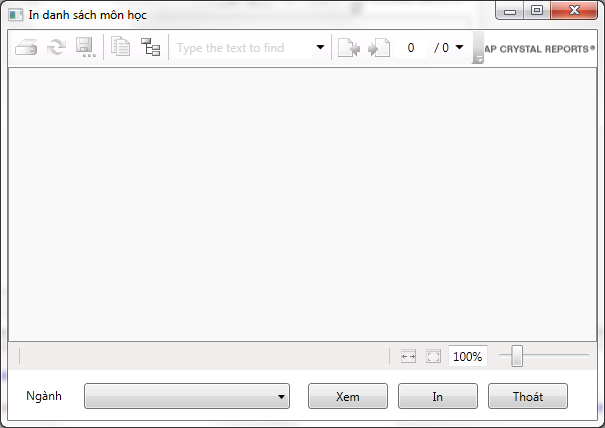 In danh sách môn học
Type the text to find
0
/ 0
AP CRYSTAL REPORTS®
100%
Ngành
Xem
In
Thoát